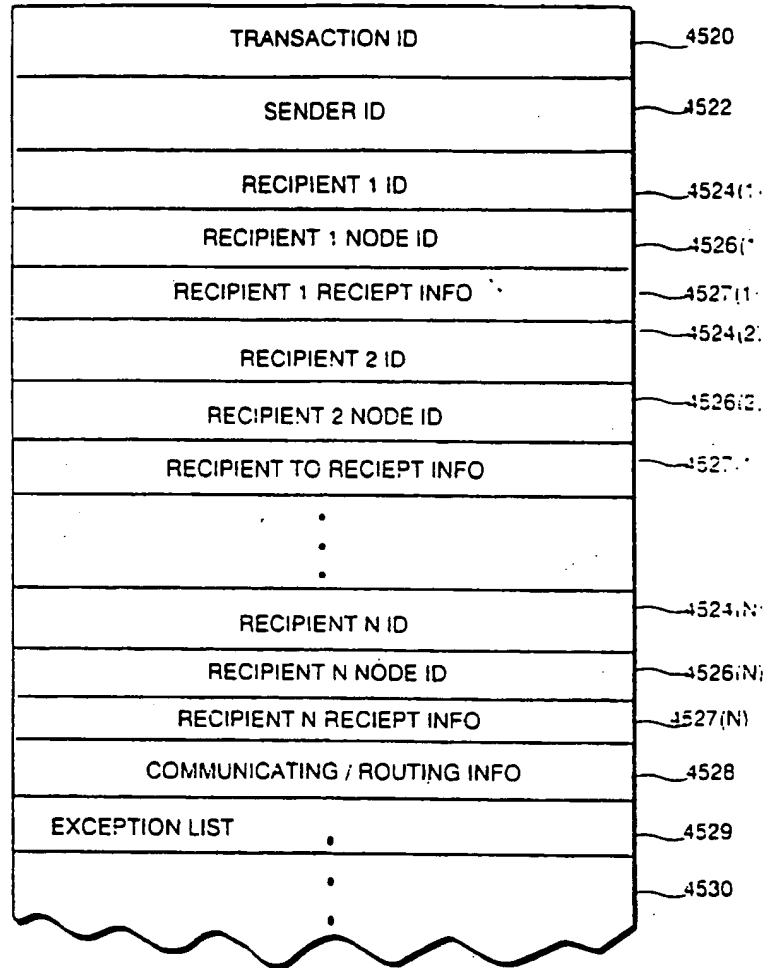 TRANSACTION ID 4520
SENDER ID 4522
RECIPIENT 1 ID
RECIPIENT 1 NODE ID
RECIPIENT 1 RECIEPT INFO
RECIPIENT 2 ID 4524(2)
RECIPIENT 2 NODE ID
RECIPIENT TO RECIEPT INFO
RECIPIENT N ID
RECIPIENT N NODE ID 4526(N)
RECIPIENT N RECIEPT INFO 4527(N)
COMMUNICATING / ROUTING INFO 4528
EXCEPTION LIST 4529
4530